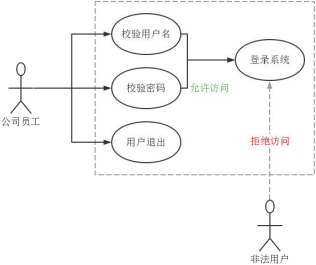 校验用户名
登录系统
校验密码
允许访问
公司员工
用户退出
拒绝访问
非法用户